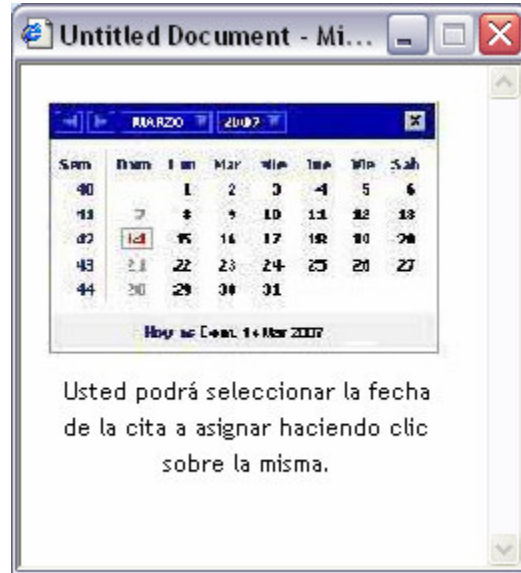 Untitled Document - Mi...
MARZO 2007
Sem Dom Lun Mar Mie Jue Vie Sab
40 1 2 3 4 5 6
41 7 8 9 10 11 12 13
42 14 15 16 17 18 19 20
43 21 22 23 24 25 26 27
44 29 30 31
Hoy es Dom, 14 Mar 2007
Usted podrá seleccionar la fecha
de la cita a asignar haciendo clic
sobre la misma.